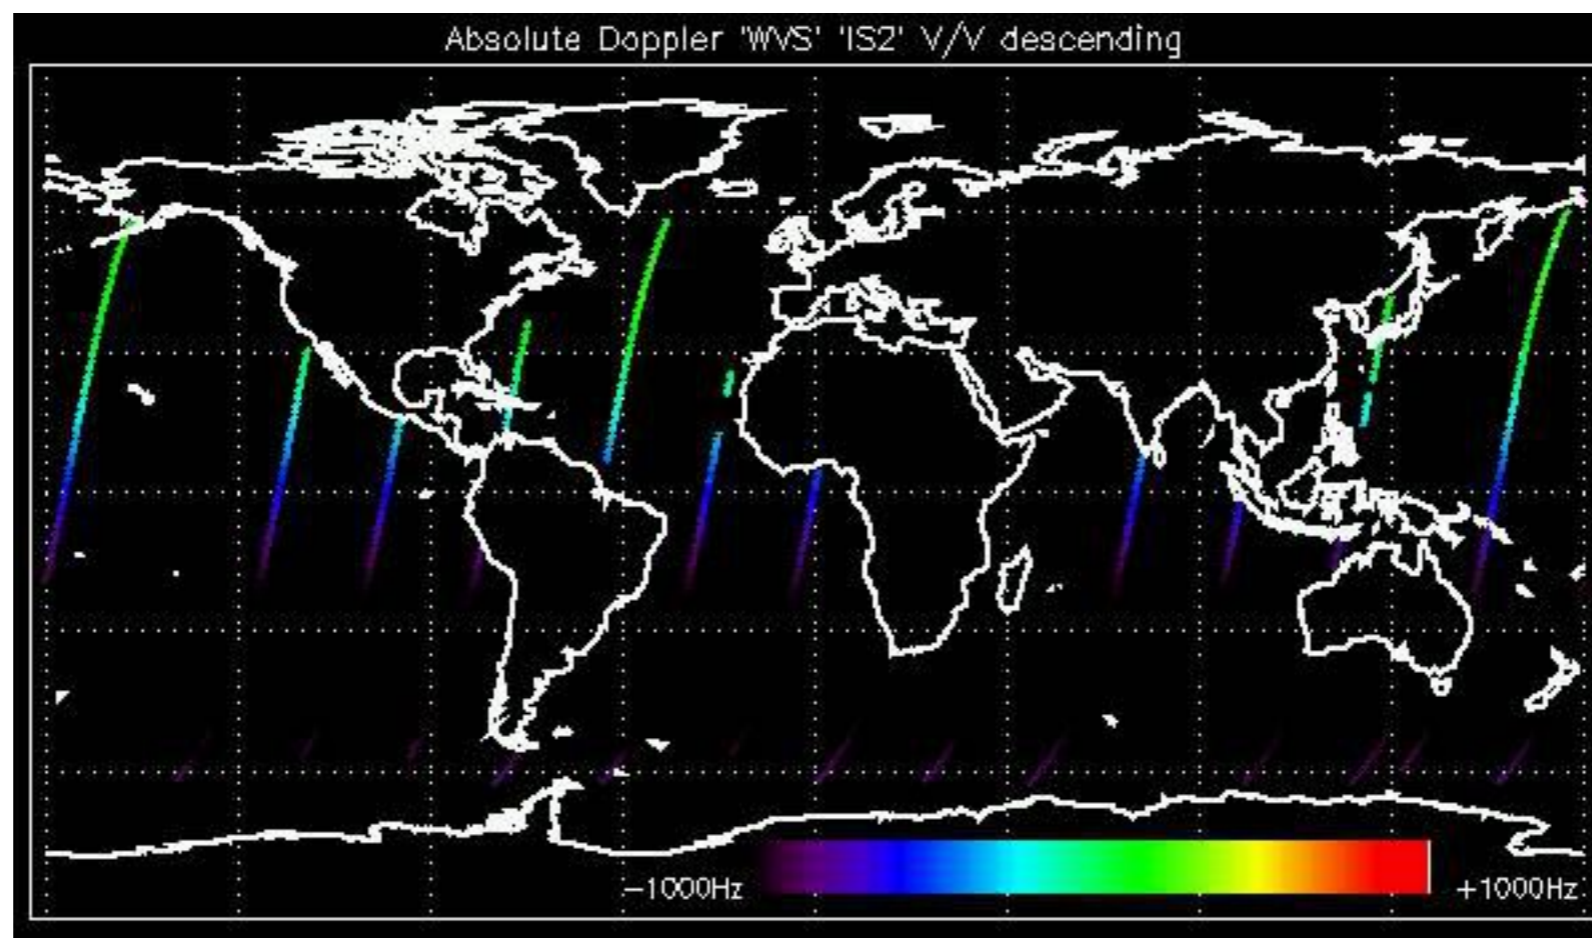 Absolute Doppler 'WVS' 'IS2' V/V descending
−1000Hz +1000Hz